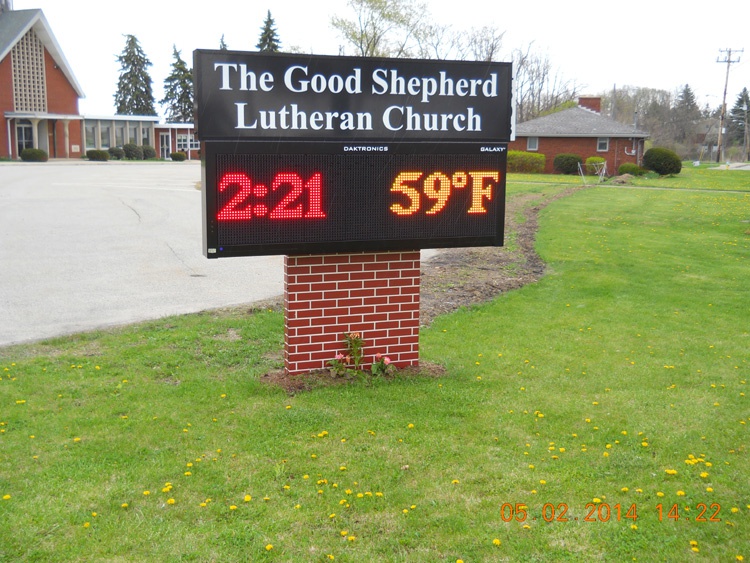 The Good Shepherd
Lutheran Church
DAKTRONICS GALAXY
2:21 59°F
05.02.2014 14:22